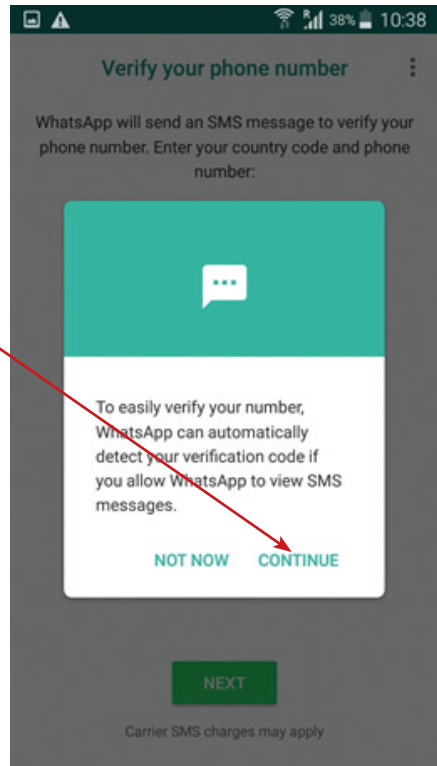 38% 10:38
Verify your phone number
WhatsApp will send an SMS message to verify your
phone number. Enter your country code and phone
number:
To easily verify your number,
WhatsApp can automatically
detect your verification code if
you allow WhatsApp to view SMS
messages.
NOT NOW CONTINUE
NEXT
Carrier SMS charges may apply